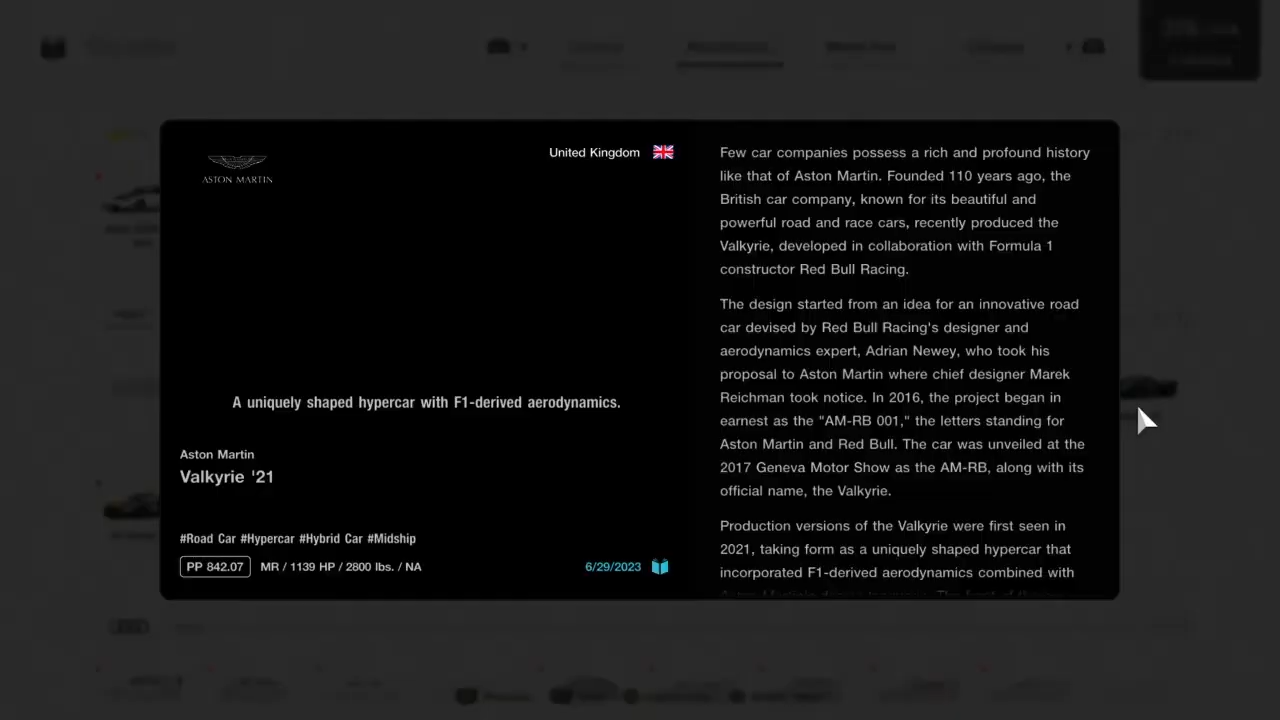 ASTON MARTIN
United Kingdom
A uniquely shaped hypercar with F1-derived aerodynamics.
Aston Martin
Valkyrie '21
#Road Car #Hypercar #Hybrid Car #Midship
PP 842.07 MR / 1139 HP / 2800 lbs. / NA
6/29/2023
Few car companies possess a rich and profound history
like that of Aston Martin. Founded 110 years ago, the
British car company, known for its beautiful and
powerful road and race cars, recently produced the
Valkyrie, developed in collaboration with Formula 1
constructor Red Bull Racing.
The design started from an idea for an innovative road
car devised by Red Bull Racing's designer and
aerodynamics expert, Adrian Newey, who took his
proposal to Aston Martin where chief designer Marek
Reichman took notice. In 2016, the project began in
earnest as the "AM-RB 001," the letters standing for
Aston Martin and Red Bull. The car was unveiled at the
2017 Geneva Motor Show as the AM-RB, along with its
official name, the Valkyrie.
Production versions of the Valkyrie were first seen in
2021, taking form as a uniquely shaped hypercar that
incorporated F1-derived aerodynamics combined with